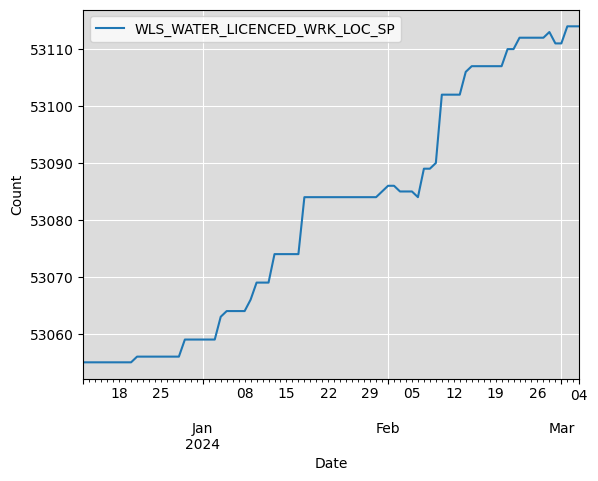 WLS_WATER_LICENCED_WRK_LOC_SP
53110
53100
53090
53080
53070
53060
Count
18 25 08 15 22 29 05 12 19 26 04
Jan Feb Mar
2024
Date